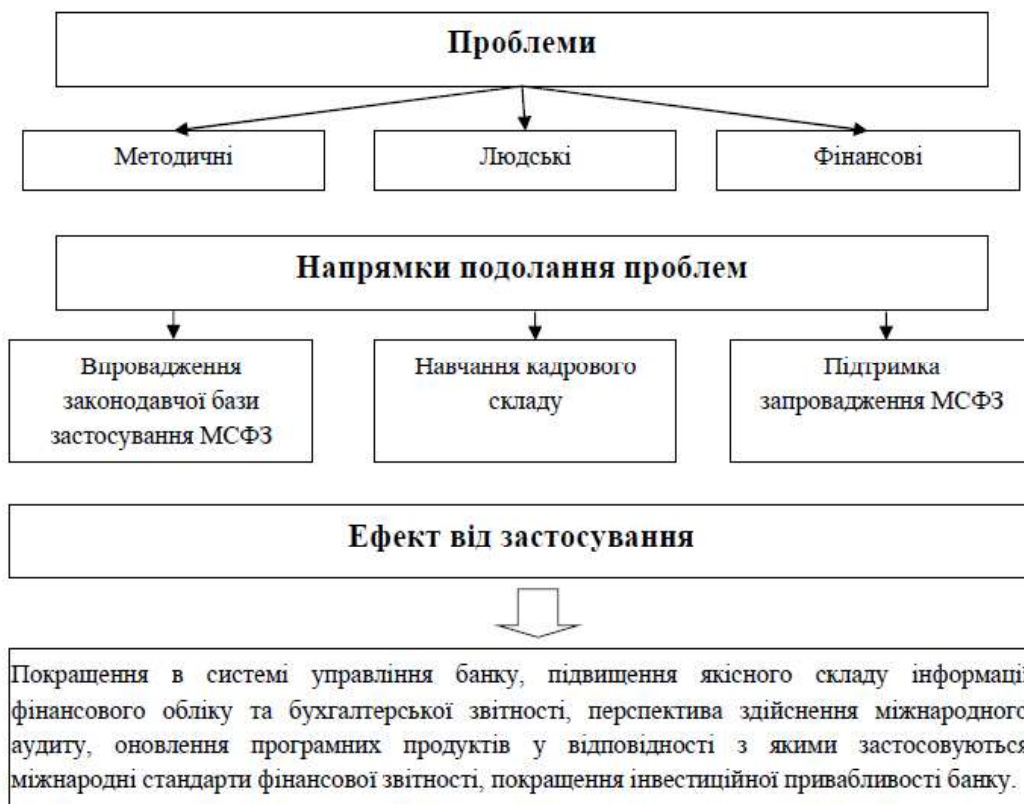 Проблеми
Методичні
Людські
Фінансові
Напрямки подолання проблем
Впровадження
законодавчої бази
застосування МСФЗ
Навчання кадрового
складу
Підтримка
запровадження МСФЗ
Ефект від застосування
Покращення в системі управління банку, підвищення якісного складу інформації
фінансового обліку та бухгалтерської звітності, перспектива здійснення міжнародного
аудиту, оновлення програмних продуктів у відповідності з якими застосовуються
міжнародні стандарти фінансової звітності, покращення інвестиційної привабливості банку.